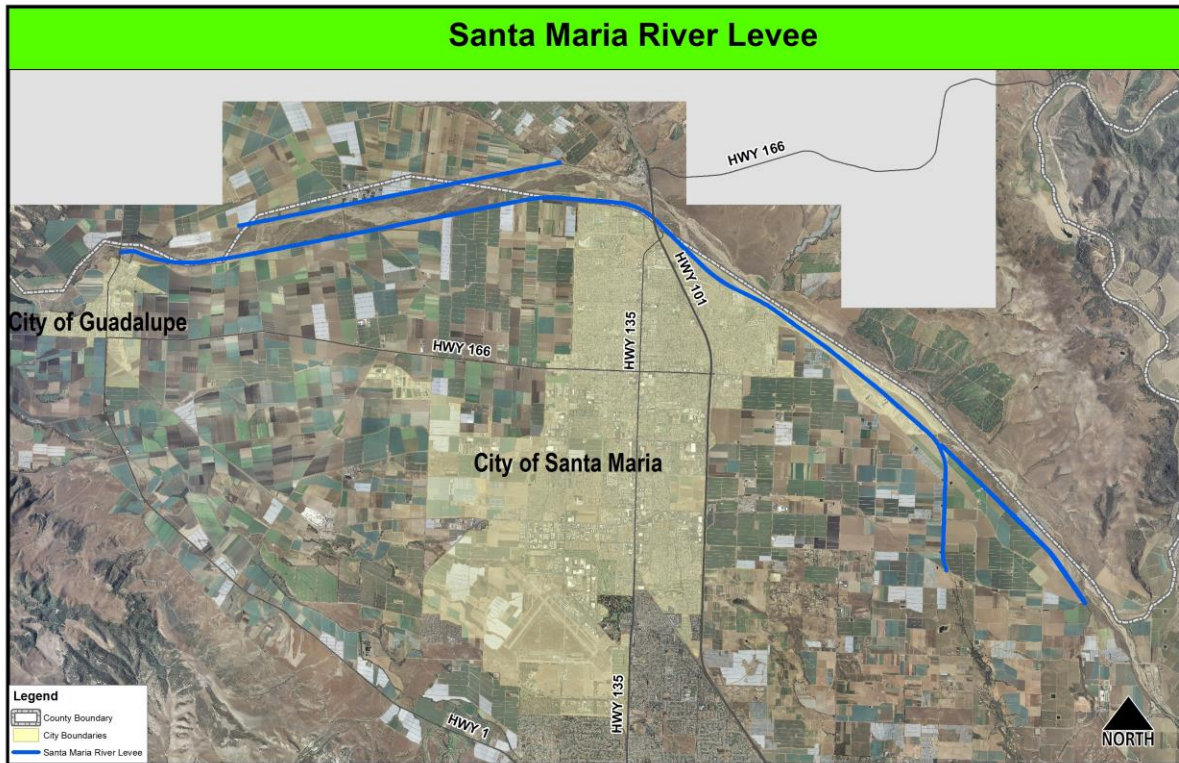 Santa Maria River Levee
HWY 166
HWY 101
City of Guadalupe
HWY 135
HWY 166
City of Santa Maria
HWY 135
HWY 1
Legend
County Boundary
City Boundaries
Santa Maria River Levee
NORTH